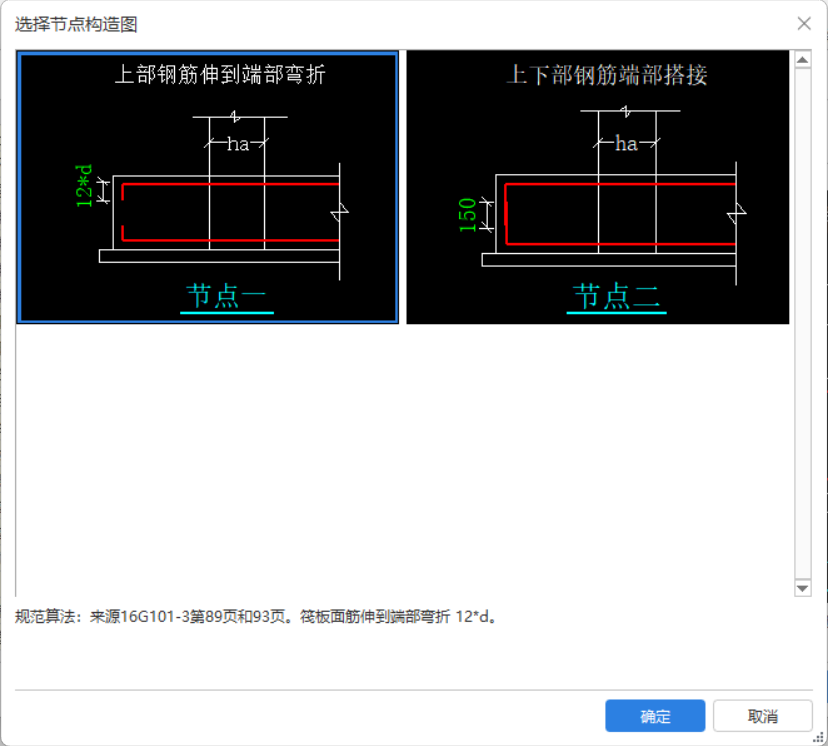 选择节点构造图
上部钢筋伸到端部弯折
ha
12*d
节点一
上下部钢筋端部搭接
ha
150
节点二
规范算法：来源16G101-3第89页和93页。筏板面筋伸到端部弯折 12*d。
确定
取消